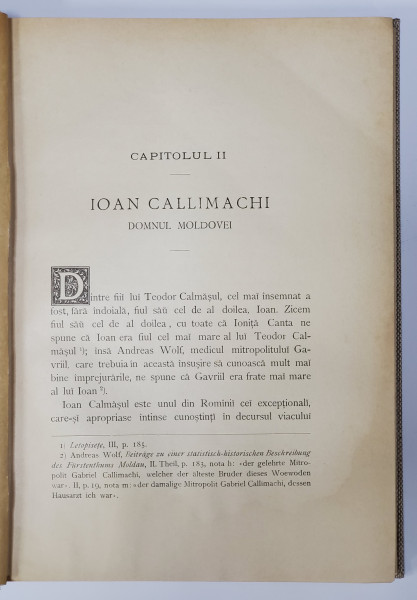 CAPITOLUL II
IOAN CALLIMACHI
DOMNUL MOLDOVEI
Dintre fiii lui Teodor Calmășul, cel maĭ însemnat a
fost, fără îndoială, fiul săŭ cel de al doilea, Ioan. Zicem
fiul săŭ cel de al doilea, cu toate că Ioniță Canta ne
spune că Ioan era fiul cel maĭ mare al luĭ Teodor Cal-
mășul ¹); însă Andreas Wolf, medicul mitropolituluĭ Ga-
vriil, care trebuia în această însușire să cunoască mult maĭ
bine împrejurările, ne spune că Gavriil era frate maĭ mare
al luĭ Ioan ²).
Ioan Calmășul este unul din Rominiĭ ceĭ excepționalĭ,
care-șĭ apropriase întinse cunoștințĭ în decursul viaculuĭ
1) Letopisețe, III, p. 185.
2) Andreas Wolf, Beiträge zu einer statistisch-historischen Beschreibung
des Fürstenthums Moldau, II. Theil, p. 183, nota h: «der gelehrte Mitro-
polit Gabriel Callimachi, welcher der älteste Bruder dieses Woewoden
war». II, p. 19, nota m: «der damalige Mitropolit Gabriel Callimachi, dessen
Hausarzt ich war».